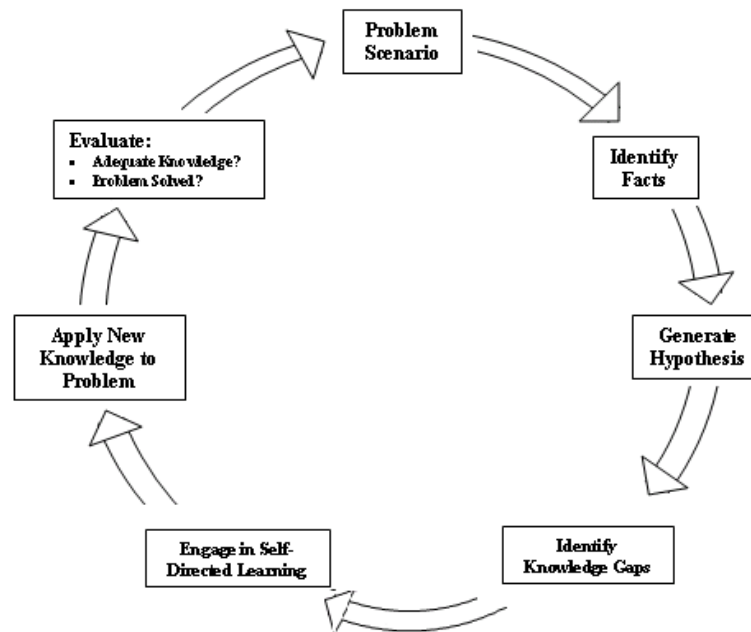 Problem
Scenario
Identify
Facts
Generate
Hypothesis
Identify
Knowledge Gaps
Engage in Self-
Directed Learning
Apply New
Knowledge to
Problem
Evaluate:
• Adequate Knowledge?
• Problem Solved?